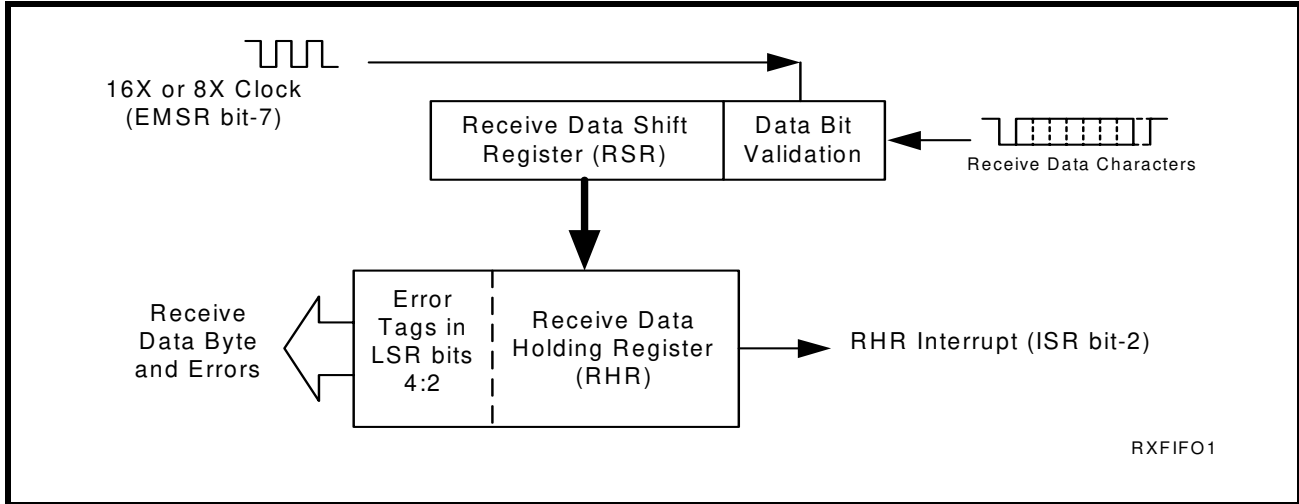 16X or 8X Clock
(EMSR bit-7)
Receive Data Shift
Register (RSR)
Data Bit
Validation
Receive Data Characters
Receive
Data Byte
and Errors
Error
Tags in
LSR bits
4:2
Receive Data
Holding Register
(RHR)
RHR Interrupt (ISR bit-2)
RXFIFO1